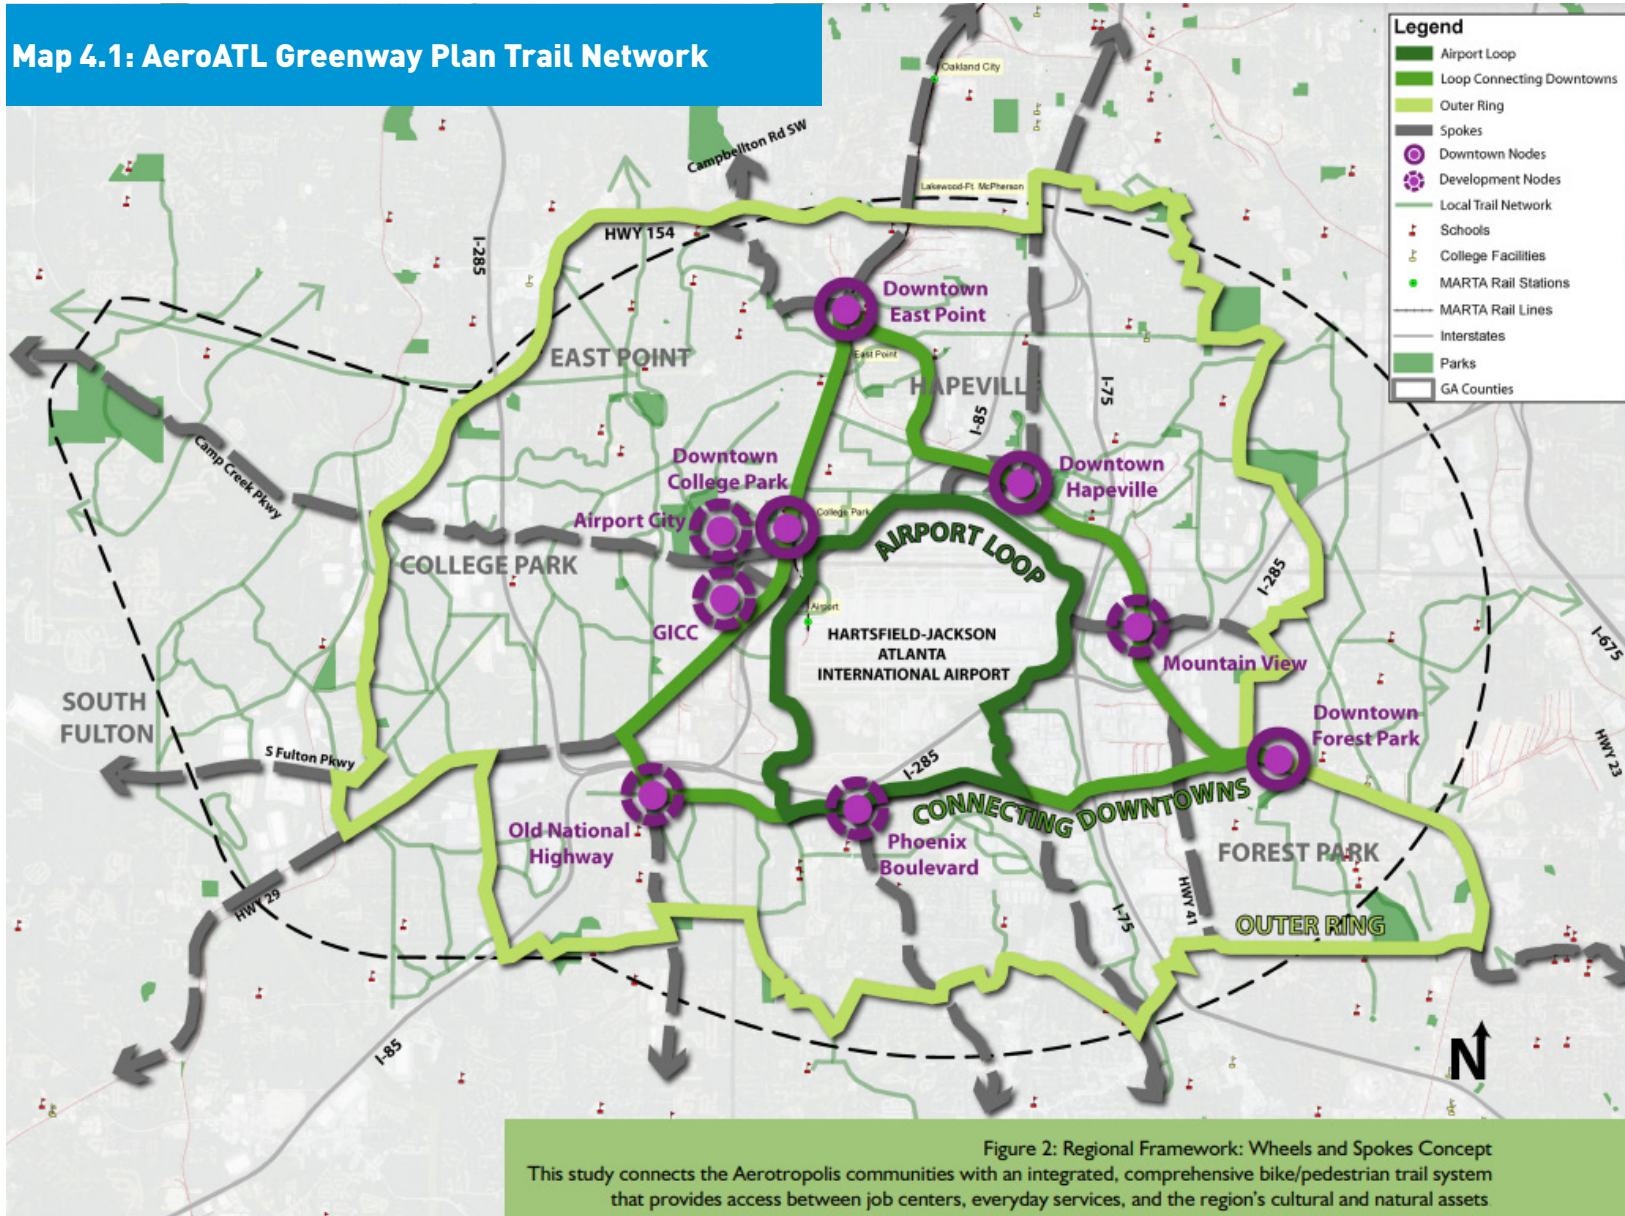 Map 4.1: AeroATL Greenway Plan Trail Network
Legend
Airport Loop
Loop Connecting Downtowns
Outer Ring
Spokes
Downtown Nodes
Development Nodes
Local Trail Network
Schools
College Facilities
MARTA Rail Stations
MARTA Rail Lines
Interstates
Parks
GA Counties
Oakland City
Campbellton Rd SW
Lakewood-Ft. McPherson
HWY 154
I-285
Downtown
East Point
EAST POINT
East Point
HAPEVILL
I-85
I-75
Camp Creek Pkwy
Downtown
College Park
Downtown
Hapeville
Airport City
College Park
AIRPORT LOOP
COLLEGE PARK
I-285
Airport
GICC
HARTSFIELD-JACKSON
ATLANTA
INTERNATIONAL AIRPORT
Mountain View
I-675
SOUTH
FULTON
S Fulton Pkwy
Downtown
Forest Park
HWY 23
I-285
CONNECTING DOWNTOWNS
Old National
Highway
Phoenix
Boulevard
FOREST PARK
HWY 29
HWY 41
I-75
OUTER RING
I-85
N
Figure 2: Regional Framework: Wheels and Spokes Concept
This study connects the Aerotropolis communities with an integrated, comprehensive bike/pedestrian trail system
that provides access between job centers, everyday services, and the region's cultural and natural assets